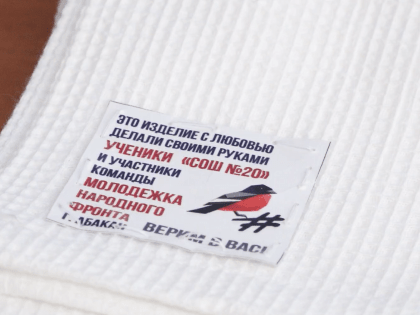 ЭТО ИЗДЕЛИЕ С ЛЮБОВЬЮ
ДЕЛАЛИ СВОИМИ РУКАМИ
УЧЕНИКИ «СОШ №20»
И УЧАСТНИКИ
КОМАНДЫ
МОЛОДЕЖКА
НАРОДНОГО
ФРОНТА
ВЕРИМ В ВАС!